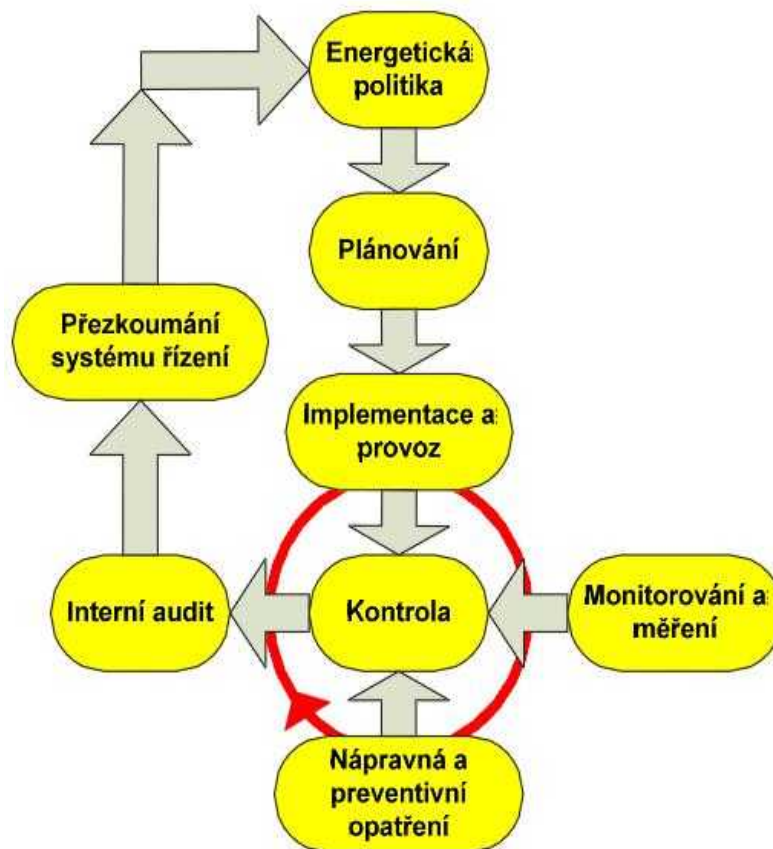 Energetická
politika
Plánování
Přezkoumání
systému řízení
Implementace a
provoz
Interní audit
Kontrola
Monitorování a
měření
Nápravná a
preventivní
opatření